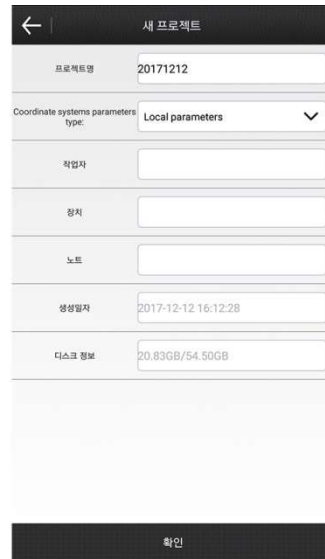 새 프로젝트
프로젝트명
20171212
Coordinate systems parameters
type:
Local parameters
작업자
장치
노트
생성일자
2017-12-12 16:12:28
디스크 정보
20.83GB/54.50GB
확인